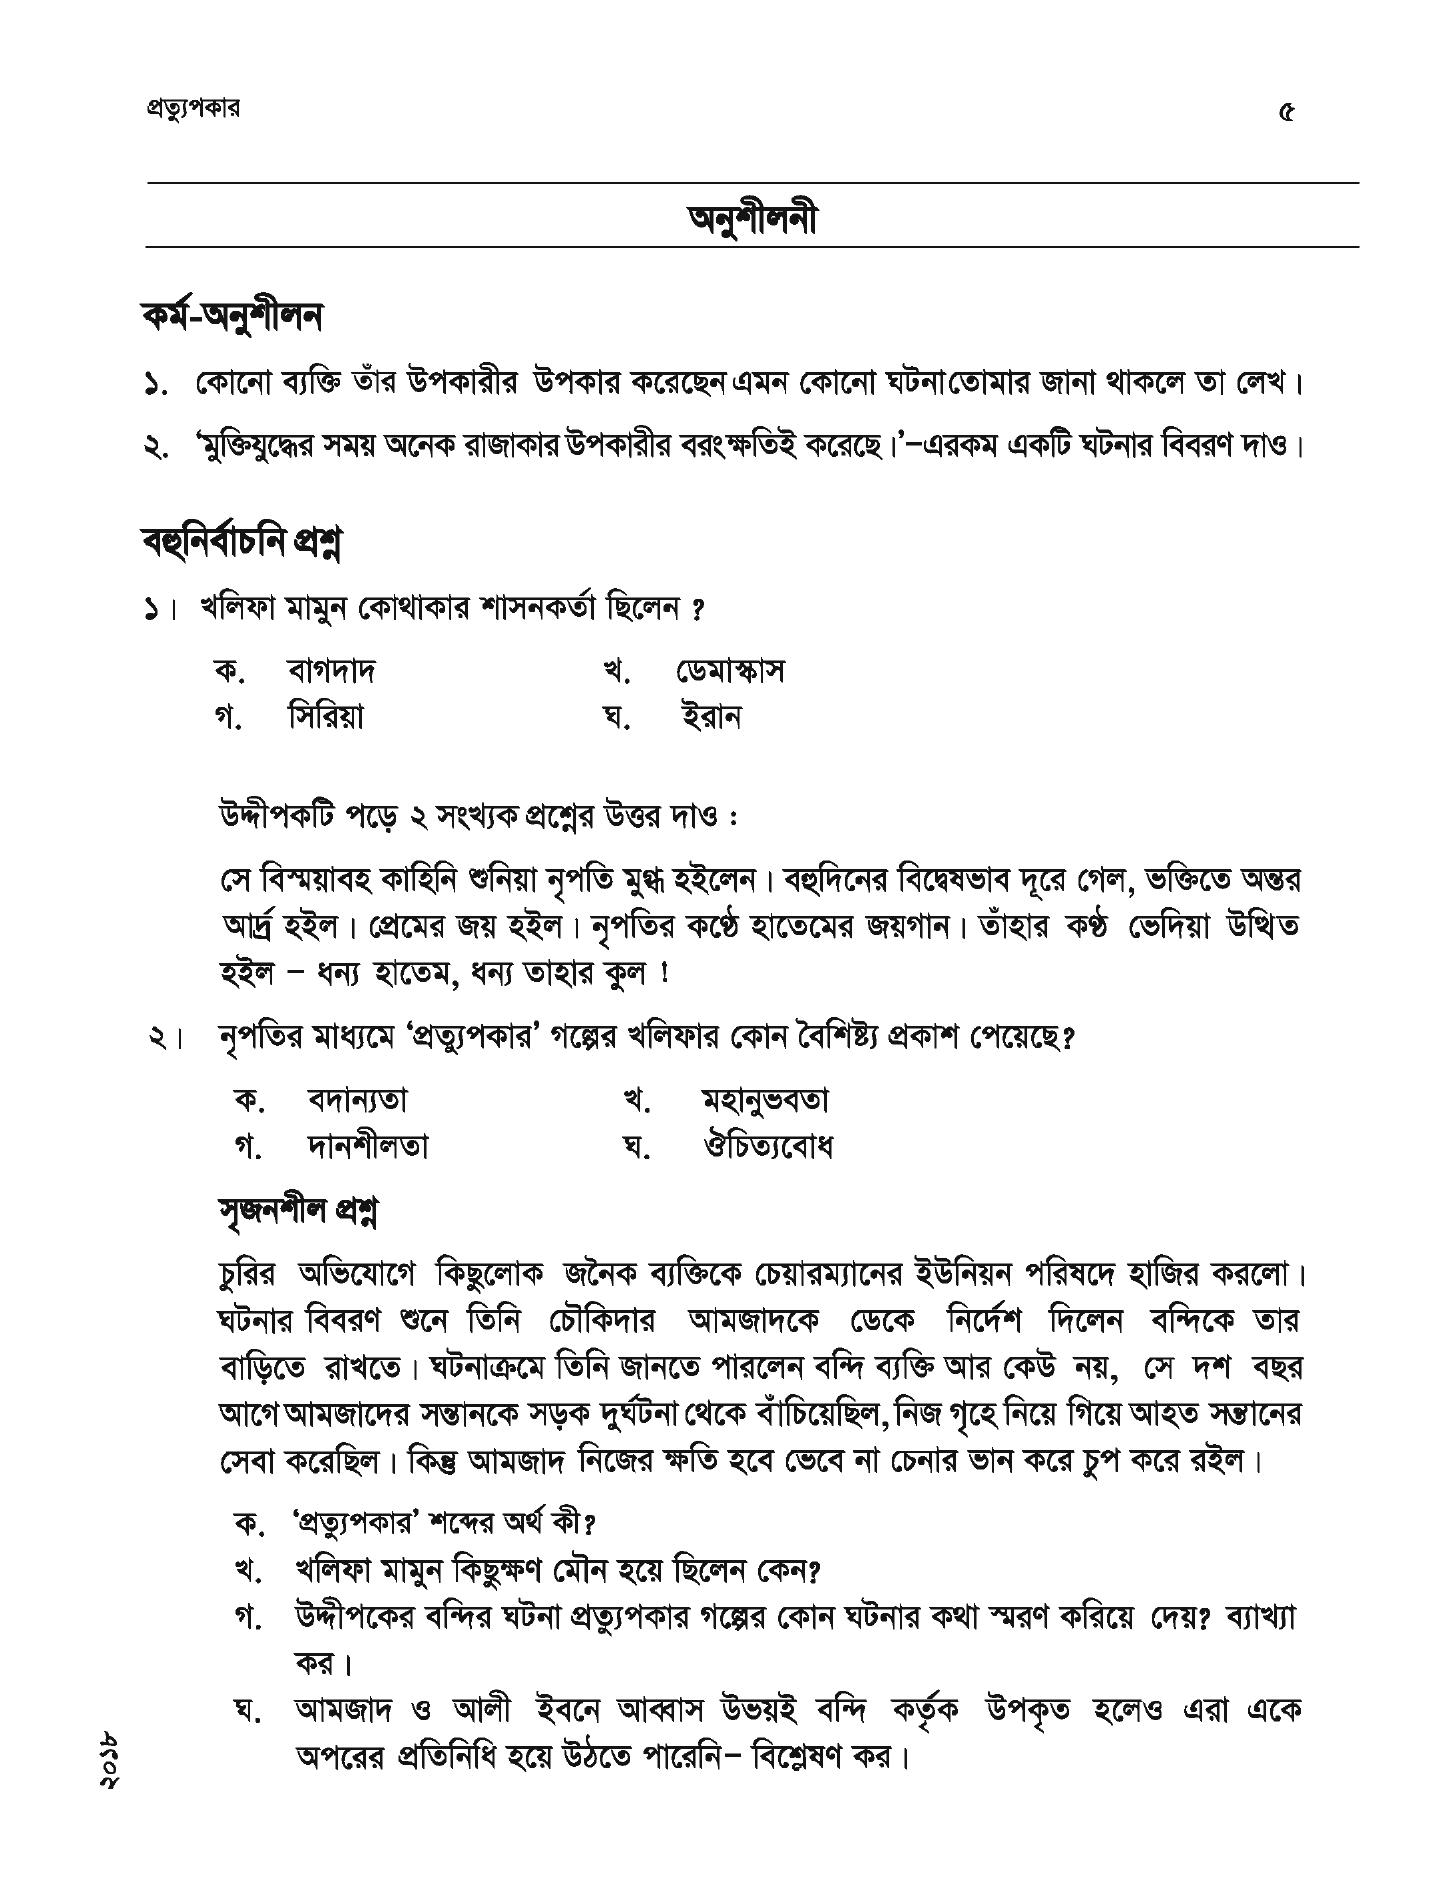 প্রত্যুপকার ৫
অনুশীলনী
কর্ম-অনুশীলন
১. কোনো ব্যক্তি তাঁর উপকারীর উপকার করেছেন এমন কোনো ঘটনা তোমার জানা থাকলে তা লেখ।
২. ‘মুক্তিযুদ্ধের সময় অনেক রাজাকার উপকারীর বরং ক্ষতিই করেছে।’–এরকম একটি ঘটনার বিবরণ দাও।
বহুনির্বাচনি প্রশ্ন
১। খলিফা মামুন কোথাকার শাসনকর্তা ছিলেন ?
ক. বাগদাদ খ. ডেমাস্কাস
গ. সিরিয়া ঘ. ইরান
উদ্দীপকটি পড়ে ২ সংখ্যক প্রশ্নের উত্তর দাও :
সে বিস্ময়াবহ কাহিনি শুনিয়া নৃপতি মুগ্ধ হইলেন। বহুদিনের বিদ্বেষভাব দূরে গেল, ভক্তিতে অন্তর
আর্দ্র হইল। প্রেমের জয় হইল। নৃপতির কণ্ঠে হাতেমের জয়গান। তাঁহার কণ্ঠ ভেদিয়া উত্থিত
হইল – ধন্য হাতেম, ধন্য তাহার কুল !
২। নৃপতির মাধ্যমে ‘প্রত্যুপকার’ গল্পের খলিফার কোন বৈশিষ্ট্য প্রকাশ পেয়েছে?
ক. বদান্যতা খ. মহানুভবতা
গ. দানশীলতা ঘ. ঔচিত্যবোধ
সৃজনশীল প্রশ্ন
চুরির অভিযোগে কিছুলোক জনৈক ব্যক্তিকে চেয়ারম্যানের ইউনিয়ন পরিষদে হাজির করলো।
ঘটনার বিবরণ শুনে তিনি চৌকিদার আমজাদকে ডেকে নির্দেশ দিলেন বন্দিকে তার
বাড়িতে রাখতে। ঘটনাক্রমে তিনি জানতে পারলেন বন্দি ব্যক্তি আর কেউ নয়, সে দশ বছর
আগে আমজাদের সন্তানকে সড়ক দুর্ঘটনা থেকে বাঁচিয়েছিল, নিজ গৃহে নিয়ে গিয়ে আহত সন্তানের
সেবা করেছিল। কিন্তু আমজাদ নিজের ক্ষতি হবে ভেবে না চেনার ভান করে চুপ করে রইল।
ক. ‘প্রত্যুপকার’ শব্দের অর্থ কী?
খ. খলিফা মামুন কিছুক্ষণ মৌন হয়ে ছিলেন কেন?
গ. উদ্দীপকের বন্দির ঘটনা প্রত্যুপকার গল্পের কোন ঘটনার কথা স্মরণ করিয়ে দেয়? ব্যাখ্যা
কর।
ঘ. আমজাদ ও আলী ইবনে আব্বাস উভয়ই বন্দি কর্তৃক উপকৃত হলেও এরা একে
অপরের প্রতিনিধি হয়ে উঠতে পারেনি– বিশ্লেষণ কর।
২০১৮